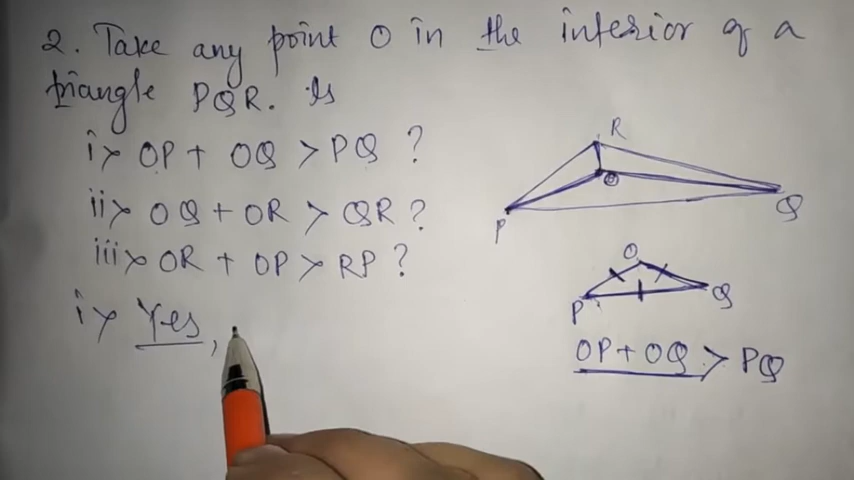 2. Take any point O in the interior of a
triangle PQR. Is
i> OP + OQ > PQ ?
ii> OQ + OR > QR ?
iii> OR + OP > RP ?
i> Yes,
R
O
P
Q
O
P
Q
OP + OQ > PQ